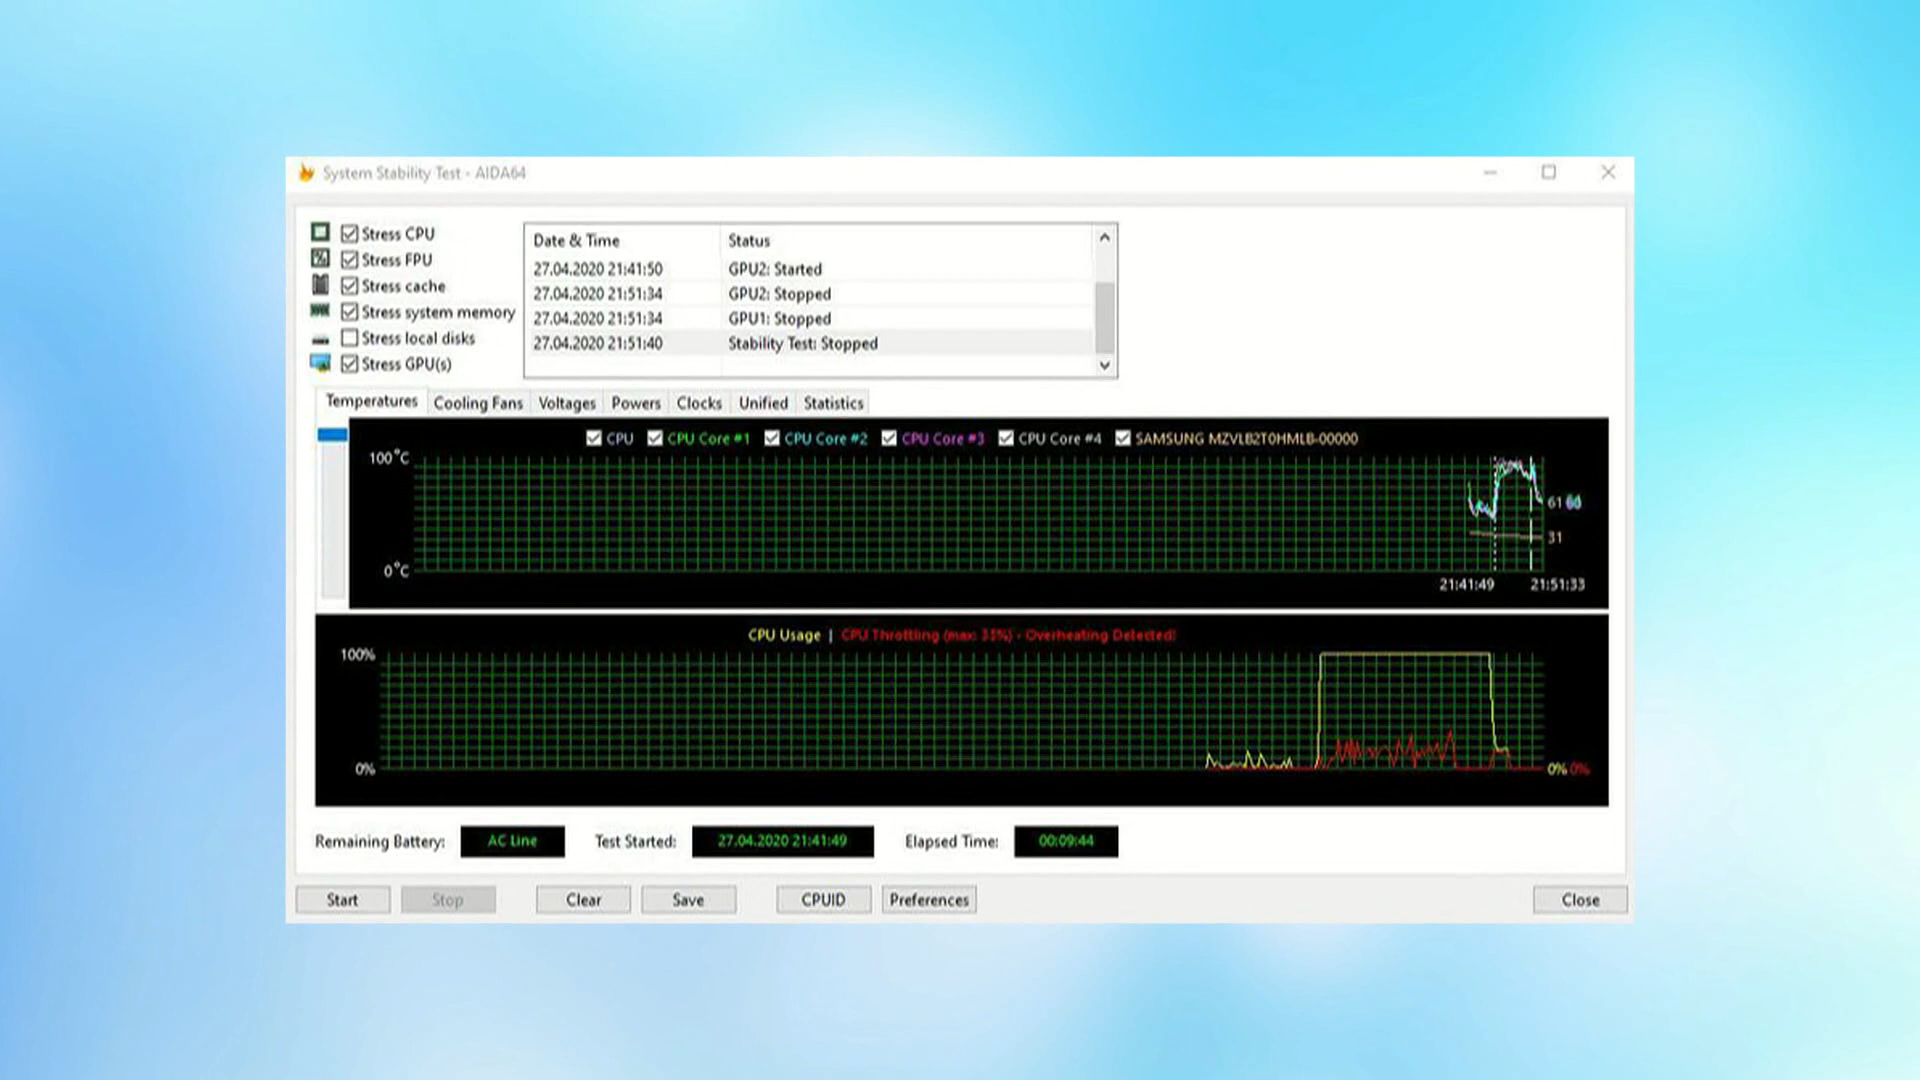 System Stability Test - AIDA64
Stress CPU
Stress FPU
Stress cache
Stress system memory
Stress local disks
Stress GPU(s)
Date & Time Status
27.04.2020 21:41:50 GPU2: Started
27.04.2020 21:51:34 GPU2: Stopped
27.04.2020 21:51:34 GPU1: Stopped
27.04.2020 21:51:40 Stability Test: Stopped
Temperatures Cooling Fans Voltages Powers Clocks Unified Statistics
CPU CPU Core #1 CPU Core #2 CPU Core #3 CPU Core #4 SAMSUNG MZVLB2T0HMLB-00000
100°C
61 60
31
0°C
21:41:49 21:51:33
CPU Usage | CPU Throttling (max: 33%) - Overheating Detected!
100%
0% 0% 0%
Remaining Battery: AC Line Test Started: 27.04.2020 21:41:49 Elapsed Time: 00:09:44
Start Stop Clear Save CPUID Preferences Close